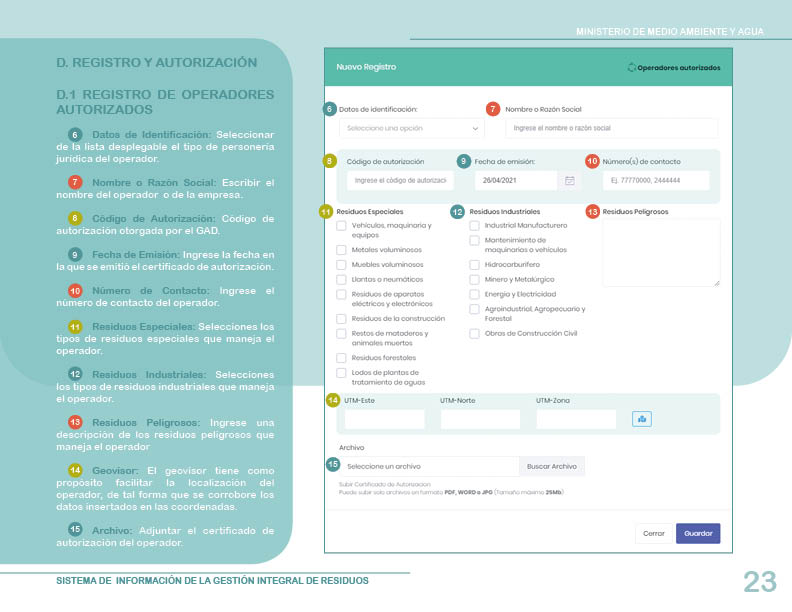 MINISTERIO DE MEDIO AMBIENTE Y AGUA
D. REGISTRO Y AUTORIZACIÓN
D.1 REGISTRO DE OPERADORES
AUTORIZADOS
6 Datos de Identificación: Seleccionar
de la lista desplegable el tipo de personería
jurídica del operador.
7 Nombre o Razón Social: Escribir el
nombre del operador o de la empresa.
8 Código de Autorización: Código de
autorización otorgada por el GAD.
9 Fecha de Emisión: Ingrese la fecha en
la que se emitió el certificado de autorización.
10 Número de Contacto: Ingrese el
número de contacto del operador.
11 Residuos Especiales: Selecciones los
tipos de residuos especiales que maneja el
operador.
12 Residuos Industriales: Selecciones
los tipos de residuos industriales que maneja
el operador.
13 Residuos Peligrosos: Ingrese una
descripción de los residuos peligrosos que
maneja el operador
14 Geovisor: El geovisor tiene como
propósito facilitar la localización del
operador, de tal forma que se corrobore los
datos insertados en las coordenadas.
15 Archivo: Adjuntar el certificado de
autorización del operador.
Nuevo Registro
Operadores autorizados
6 Datos de identificación:
Seleccione una opción
7 Nombre o Razón Social
Ingrese el nombre o razón social
8 Código de autorización
Ingrese el código de autorizaci
9 Fecha de emisión:
26/04/2021
10 Número(s) de contacto
Ej. 77770000, 2444444
11 Residuos Especiales
Vehículos, maquinaria y
equipos
Metales voluminosos
Muebles voluminosos
Llantas o neumáticos
Residuos de aparatos
eléctricos y electrónicos
Residuos de la construcción
Restos de mataderos y
animales muertos
Residuos forestales
Lodos de plantas de
tratamiento de aguas
12 Residuos Industriales
Industrial Manufacturero
Mantenimiento de
maquinarias o vehículos
Hidrocarburífero
Minero y Metalúrgico
Energía y Electricidad
Agroindustrial, Agropecuario y
Forestal
Obras de Construcción Civil
13 Residuos Peligrosos
14 UTM-Este
UTM-Norte
UTM-Zona
Archivo
15 Seleccione un archivo
Buscar Archivo
Subir Certificado de Autorizacion
Puede subir solo archivos en formato PDF, WORD o JPG (Tamaño máximo 25Mb)
Cerrar
Guardar
SISTEMA DE INFORMACIÓN DE LA GESTIÓN INTEGRAL DE RESIDUOS
23